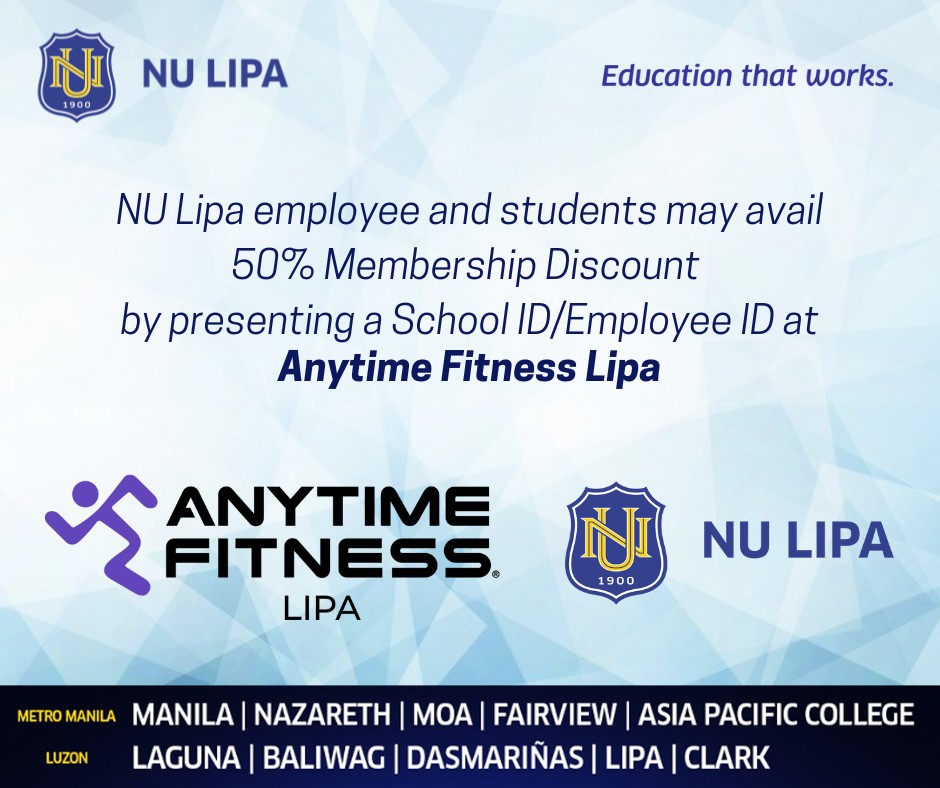 NU
1900
NU LIPA
Education that works.
NU Lipa employee and students may avail
50% Membership Discount
by presenting a School ID/Employee ID at
Anytime Fitness Lipa
ANYTIME
FITNESS®
LIPA
NU
1900
NU LIPA
METRO MANILA MANILA | NAZARETH | MOA | FAIRVIEW | ASIA PACIFIC COLLEGE
LUZON LAGUNA | BALIWAG | DASMARIÑAS | LIPA | CLARK